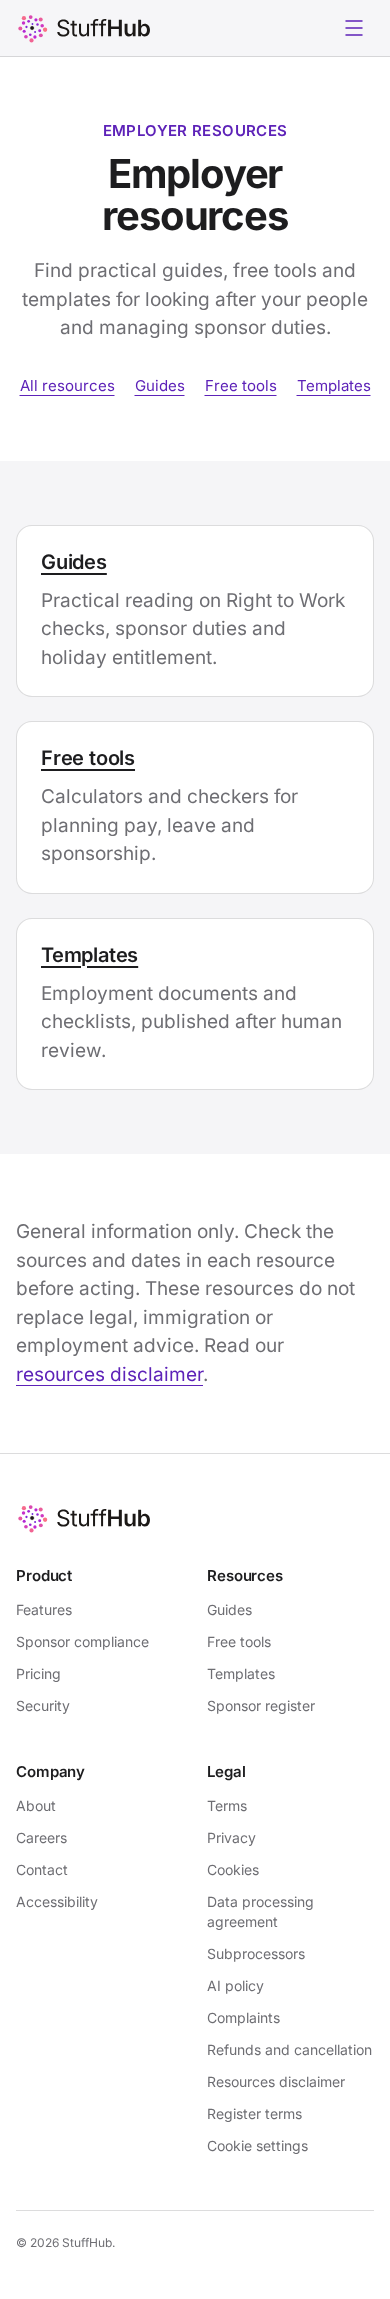 StuffHub
EMPLOYER RESOURCES
Employer
resources
Find practical guides, free tools and
templates for looking after your people
and managing sponsor duties.
All resources Guides Free tools Templates
Guides
Practical reading on Right to Work
checks, sponsor duties and
holiday entitlement.
Free tools
Calculators and checkers for
planning pay, leave and
sponsorship.
Templates
Employment documents and
checklists, published after human
review.
General information only. Check the
sources and dates in each resource
before acting. These resources do not
replace legal, immigration or
employment advice. Read our
resources disclaimer.
StuffHub
Product
Features
Sponsor compliance
Pricing
Security
Resources
Guides
Free tools
Templates
Sponsor register
Company
About
Careers
Contact
Accessibility
Legal
Terms
Privacy
Cookies
Data processing
agreement
Subprocessors
AI policy
Complaints
Refunds and cancellation
Resources disclaimer
Register terms
Cookie settings
© 2026 StuffHub.